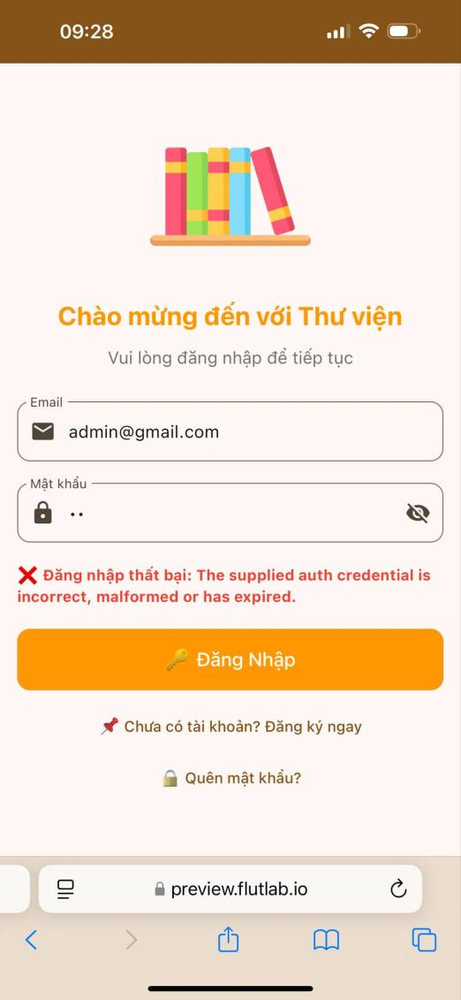 09:28
Chào mừng đến với Thư viện
Vui lòng đăng nhập để tiếp tục
Email
admin@gmail.com
Mật khẩu
••
❌ Đăng nhập thất bại: The supplied auth credential is
incorrect, malformed or has expired.
🔑 Đăng Nhập
📌 Chưa có tài khoản? Đăng ký ngay
🔒 Quên mật khẩu?
preview.flutlab.io